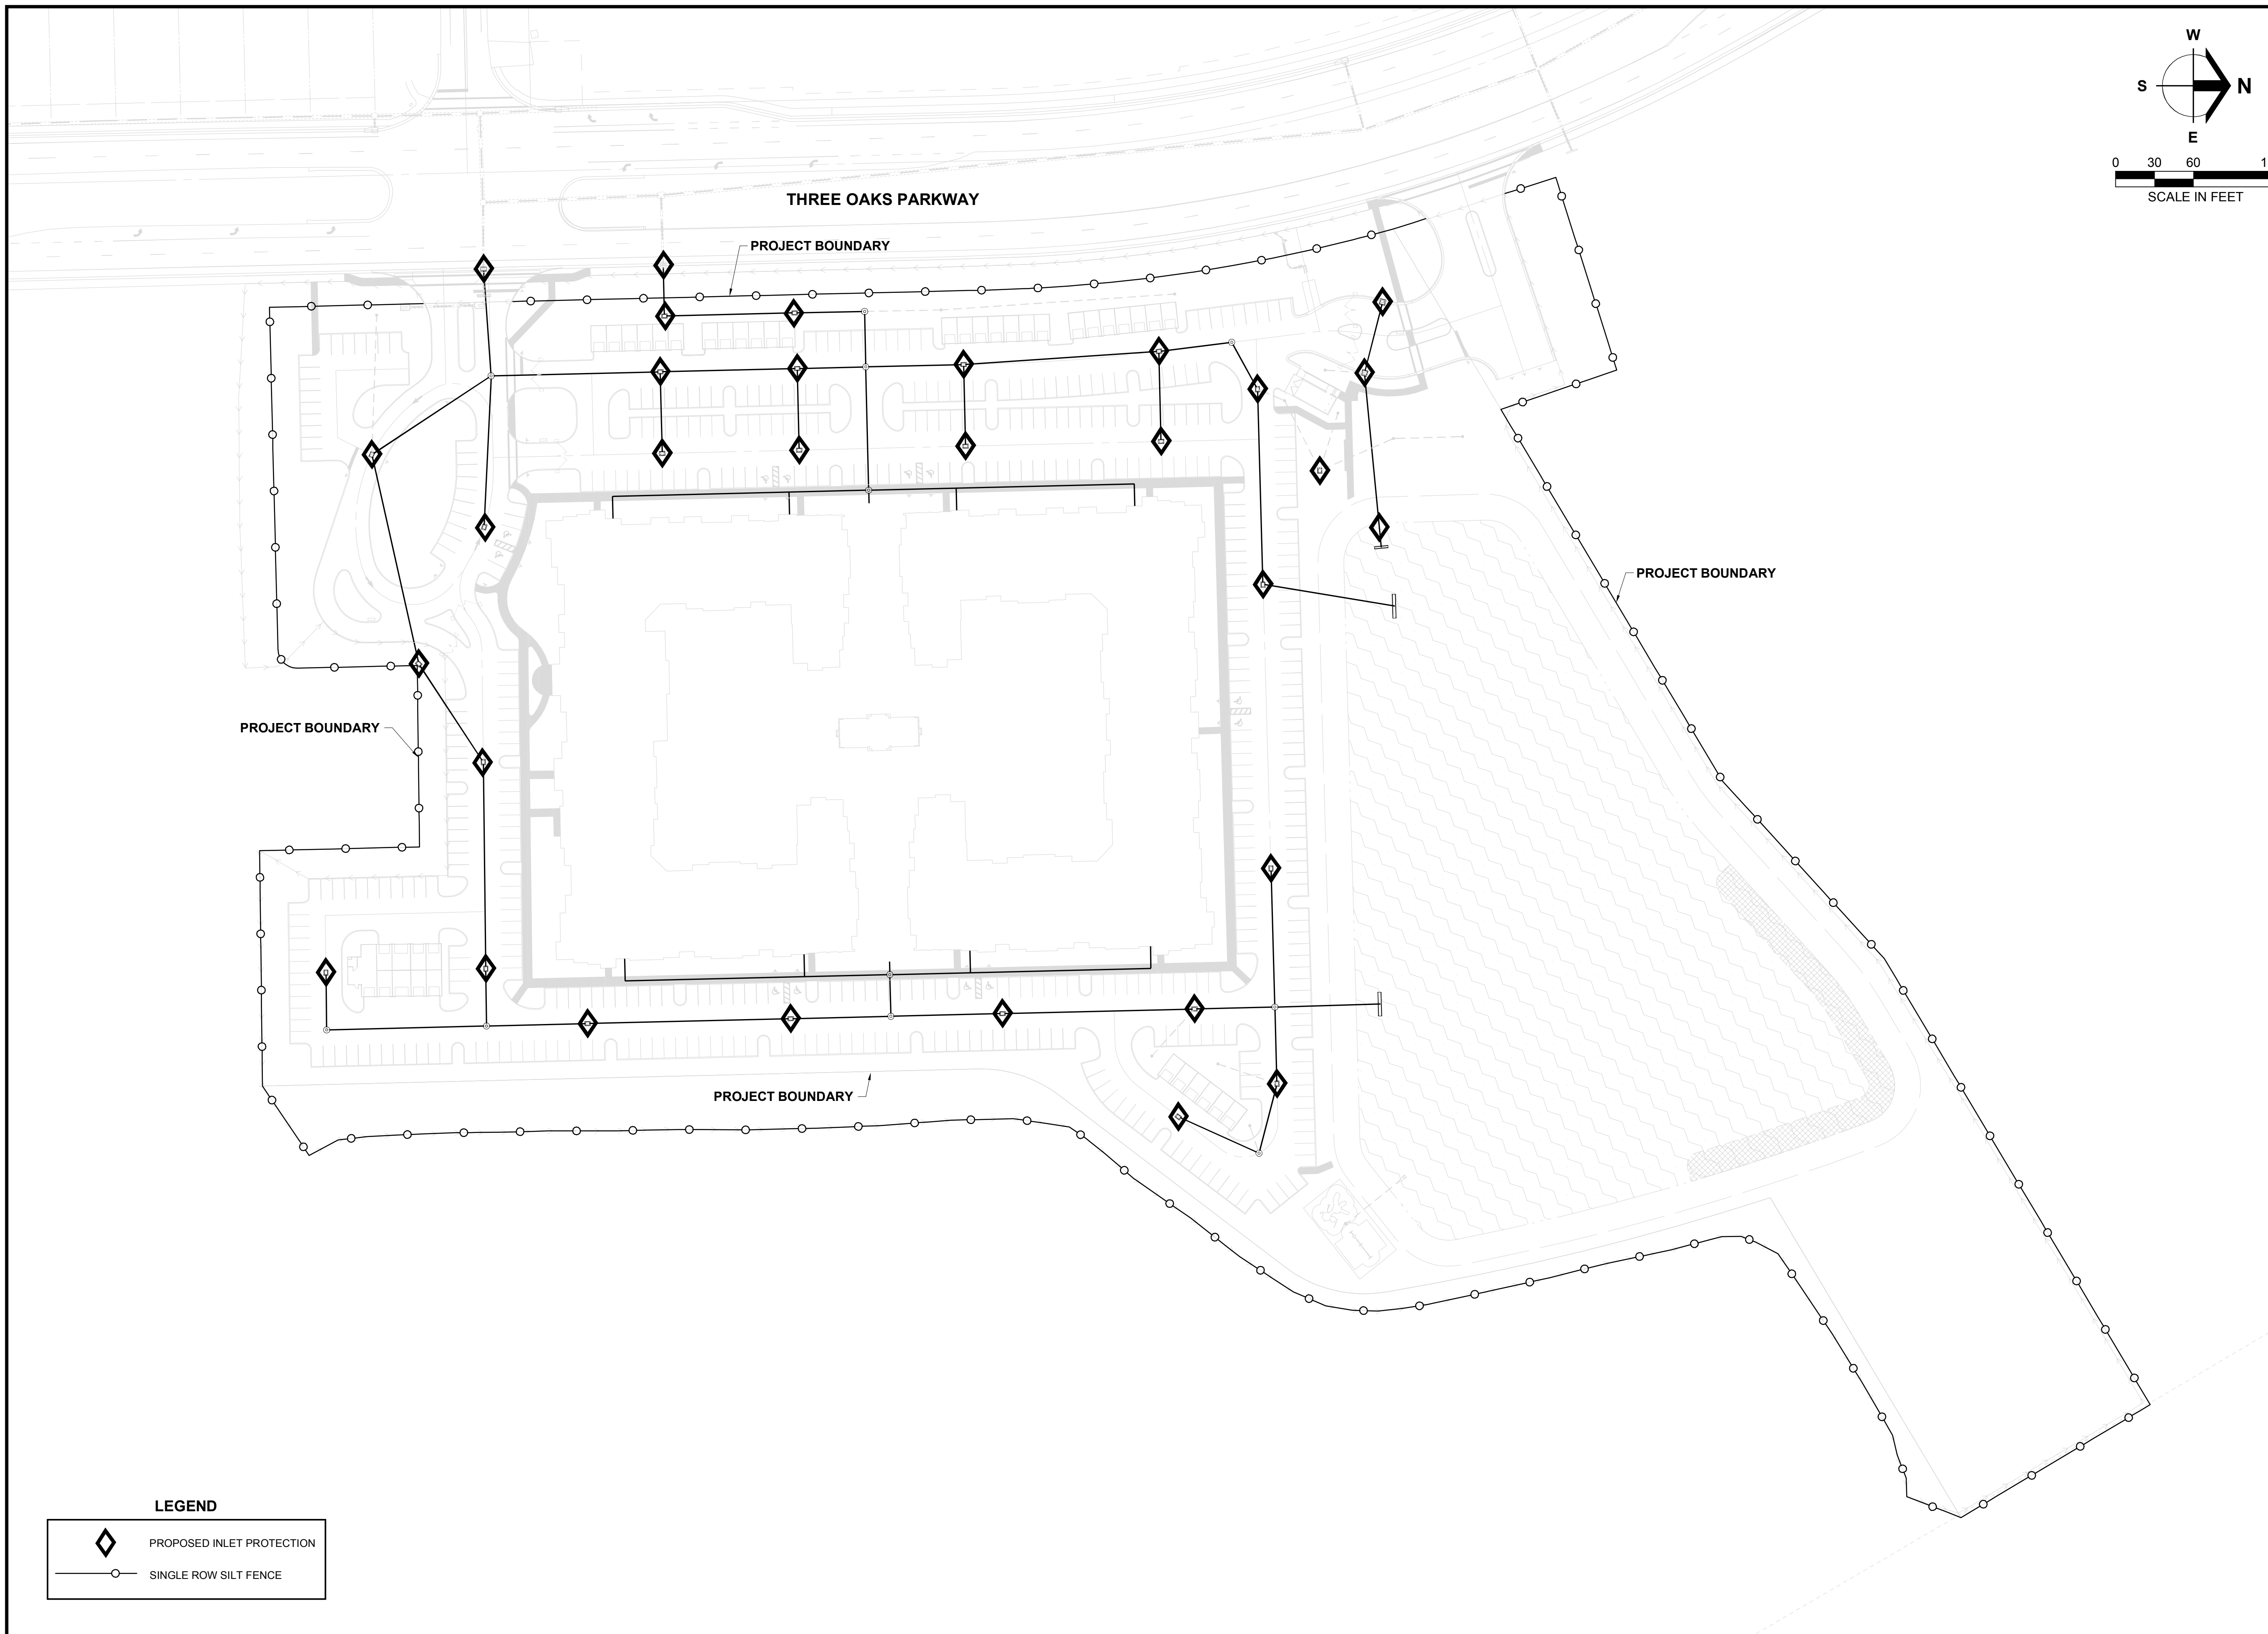 W
S
N
E
0 30 60
SCALE IN FEET
THREE OAKS PARKWAY
PROJECT BOUNDARY
PROJECT BOUNDARY
PROJECT BOUNDARY
PROJECT BOUNDARY
LEGEND
PROPOSED INLET PROTECTION
SINGLE ROW SILT FENCE